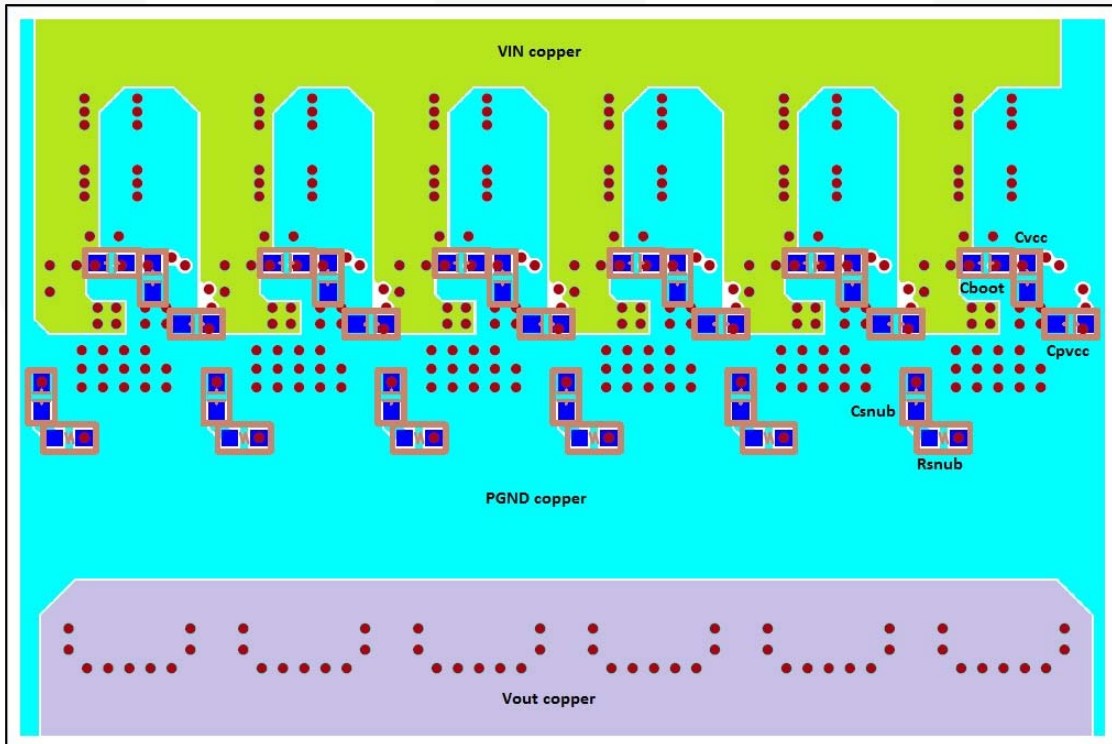 VIN copper
Cvcc
Cboot
Cpvcc
Csnub
Rsnub
PGND copper
Vout copper